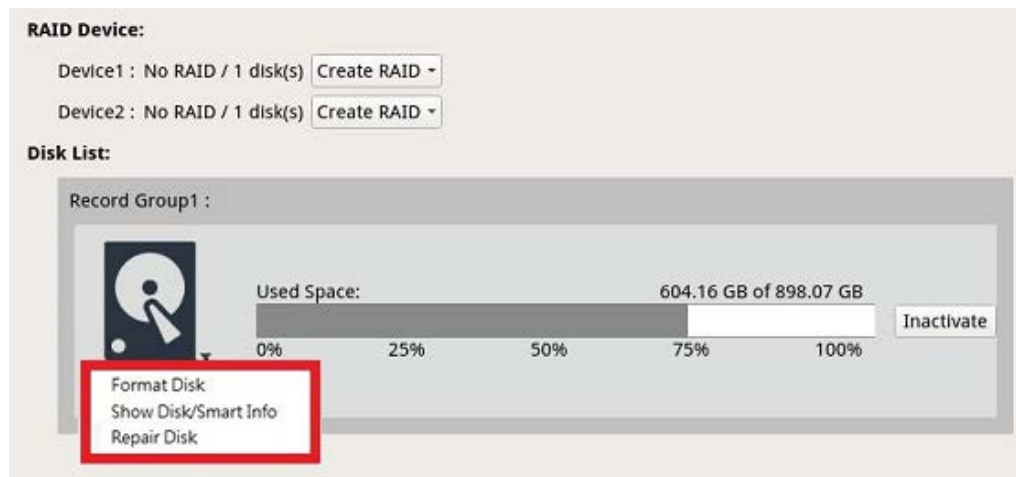 RAID Device:
Device1 : No RAID / 1 disk(s) Create RAID
Device2 : No RAID / 1 disk(s) Create RAID
Disk List:
Record Group1 :
Used Space: 604.16 GB of 898.07 GB
Inactivate
0% 25% 50% 75% 100%
Format Disk
Show Disk/Smart Info
Repair Disk